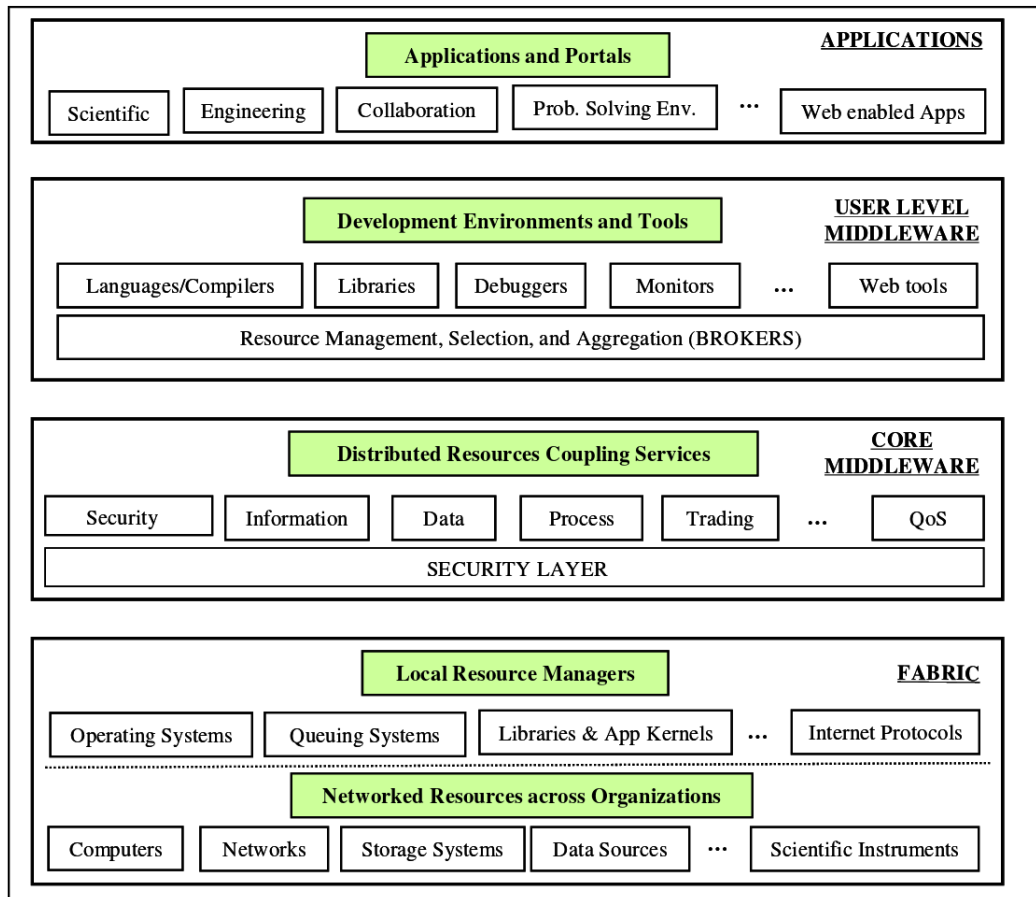 APPLICATIONS
Applications and Portals
Scientific
Engineering
Collaboration
Prob. Solving Env.
...
Web enabled Apps
USER LEVEL
MIDDLEWARE
Development Environments and Tools
Languages/Compilers
Libraries
Debuggers
Monitors
...
Web tools
Resource Management, Selection, and Aggregation (BROKERS)
CORE
MIDDLEWARE
Distributed Resources Coupling Services
Security
Information
Data
Process
Trading
...
QoS
SECURITY LAYER
FABRIC
Local Resource Managers
Operating Systems
Queuing Systems
Libraries & App Kernels
...
Internet Protocols
Networked Resources across Organizations
Computers
Networks
Storage Systems
Data Sources
...
Scientific Instruments